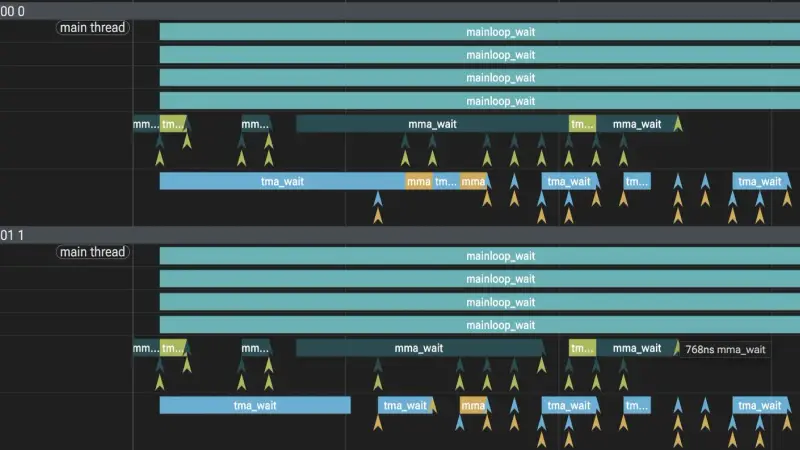 00 0
main thread
mainloop_wait
mainloop_wait
mainloop_wait
mainloop_wait
mm... tm... mm... mma_wait tm... mma_wait
tma_wait mma tm... mma tma_wait tm... tma_wait
01 1
main thread
mainloop_wait
mainloop_wait
mainloop_wait
mainloop_wait
mm... tm... mm... mma_wait tm... mma_wait 768ns mma_wait
tma_wait tma_wait mma tma_wait tm... tma_wait